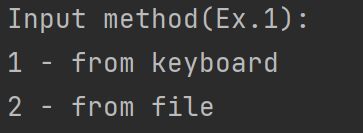 Input method(Ex.1):
1 - from keyboard
2 - from file